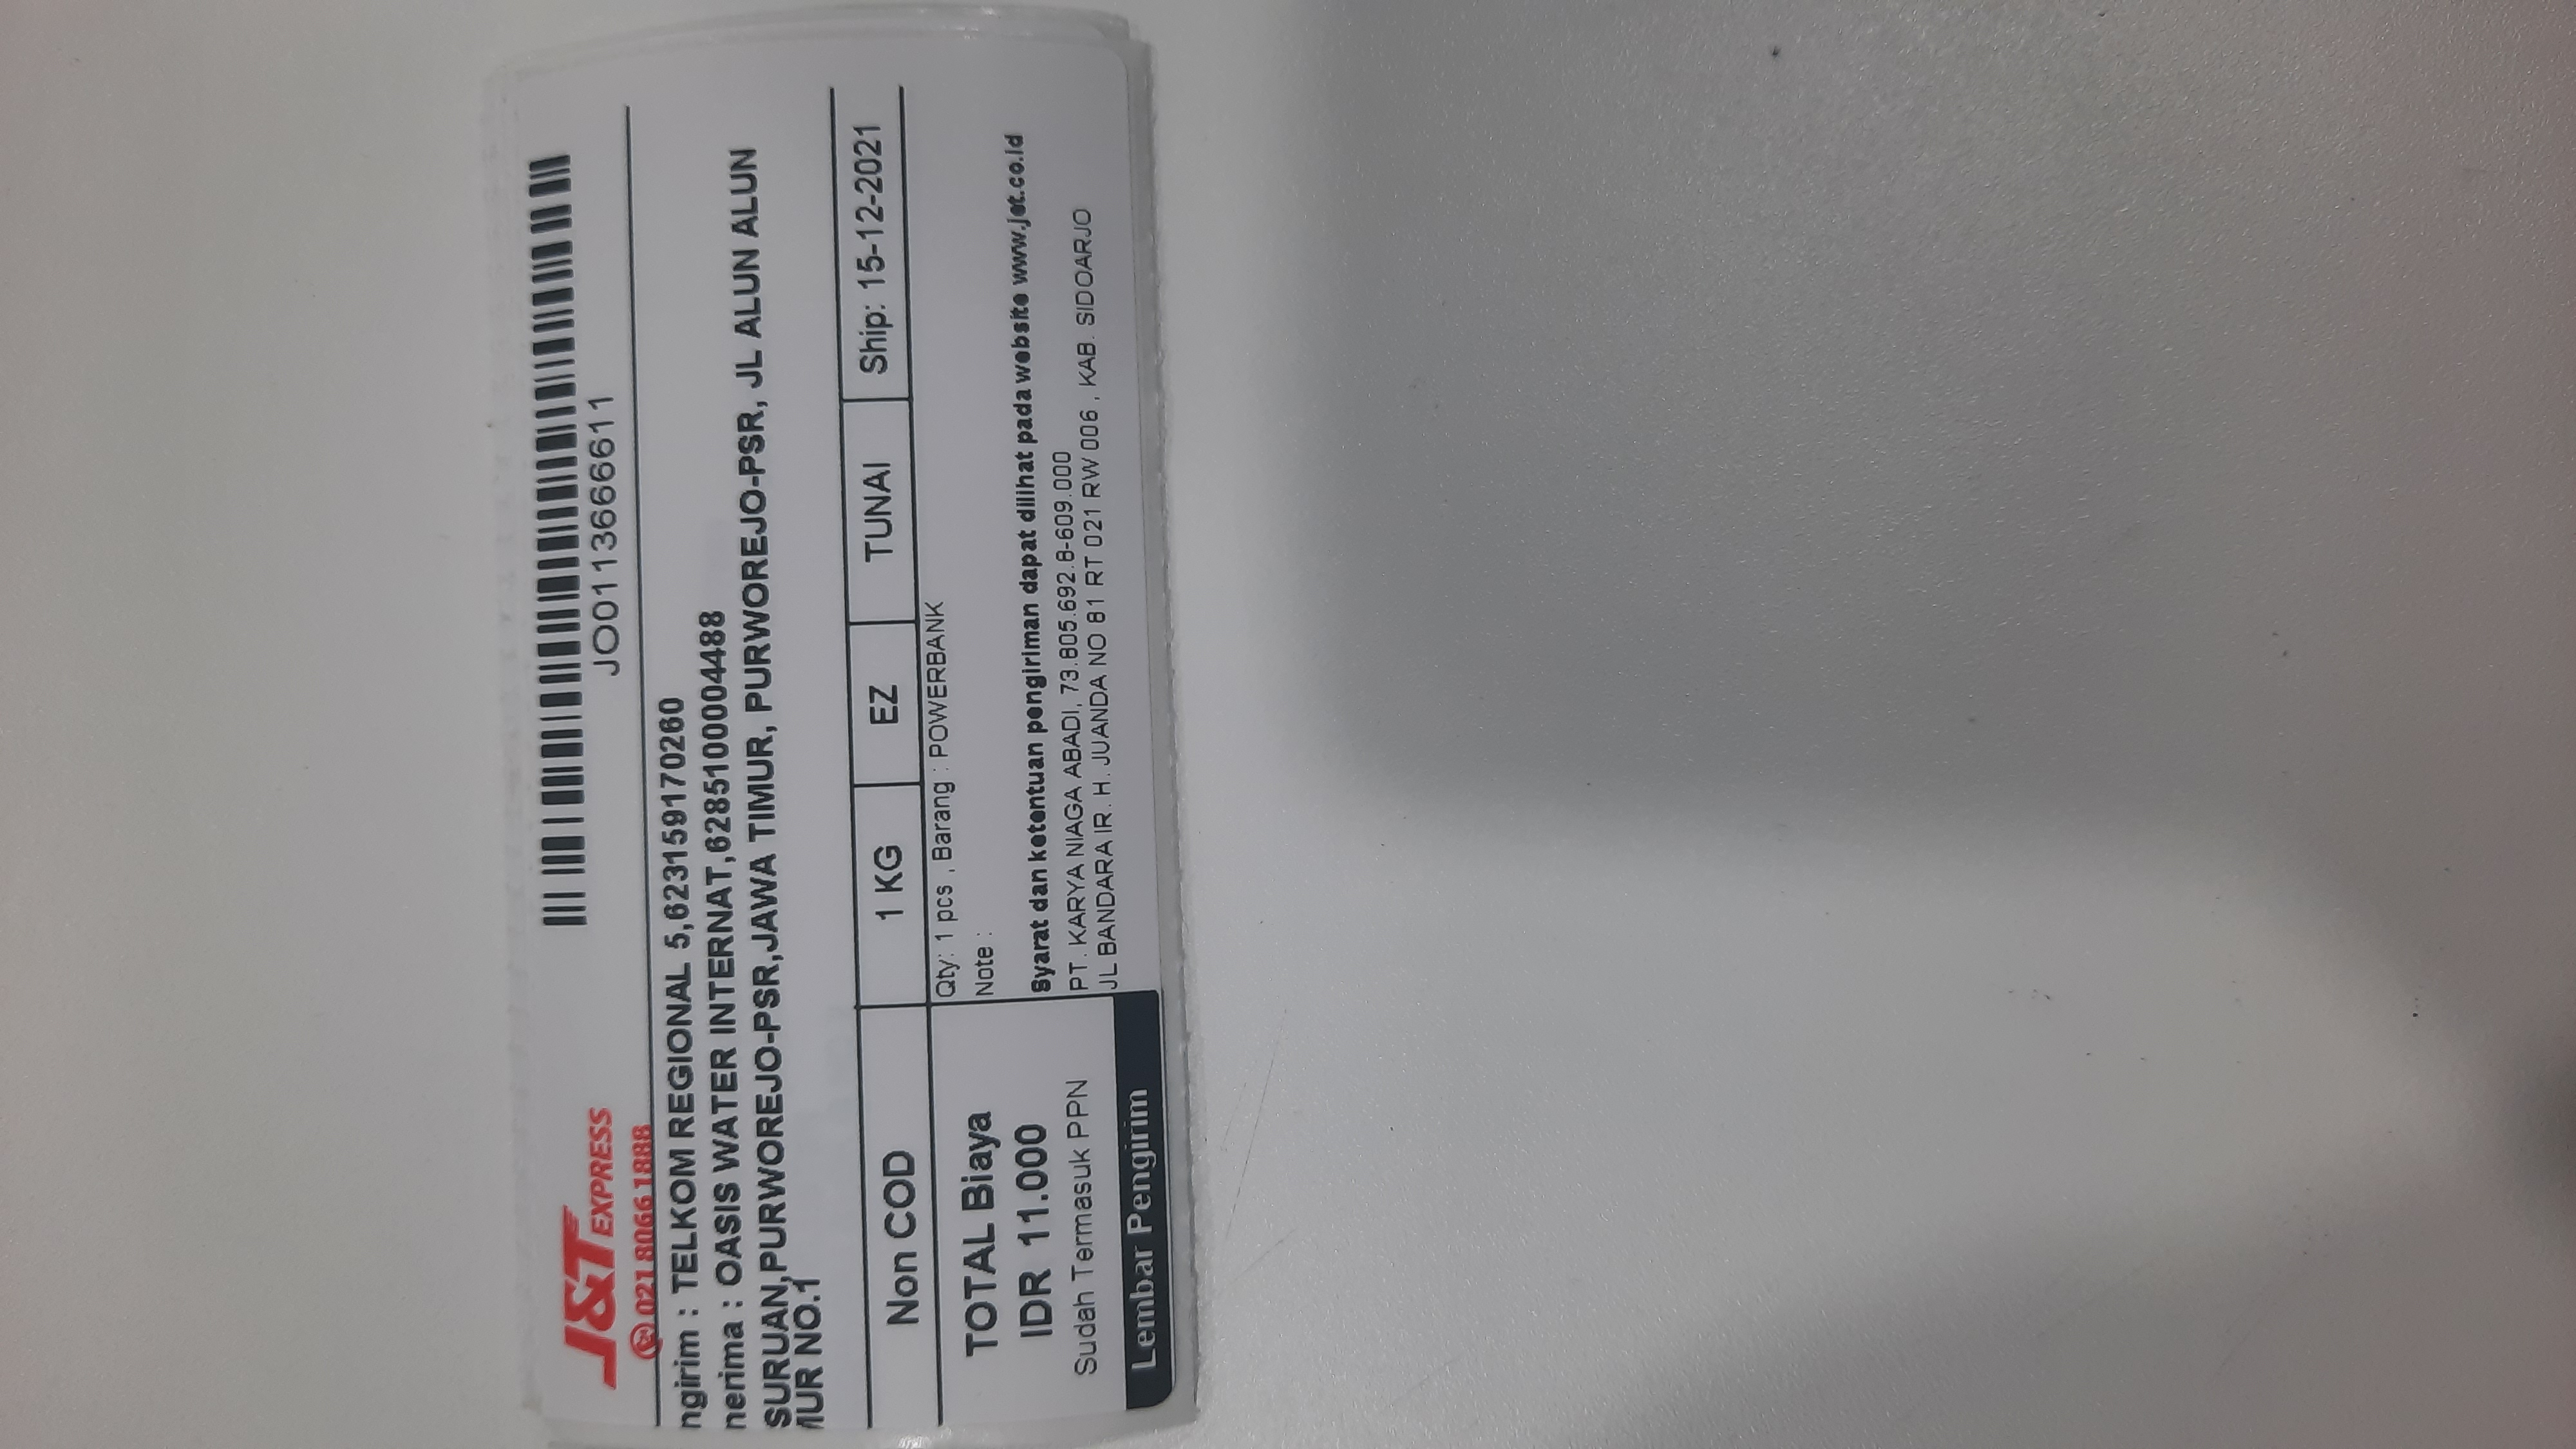 J&T EXPRESS
021 8066 1888
JO0113666611
ngirim : TELKOM REGIONAL 5,623159170260
nerima : OASIS WATER INTERNAT,6285100004488
SURUAN,PURWOREJO-PSR,JAWA TIMUR, PURWOREJO-PSR, JL ALUN ALUN
MUR NO.1
Non COD 1 KG EZ TUNAI Ship: 15-12-2021
TOTAL Biaya
IDR 11.000
Sudah Termasuk PPN
Lembar Pengirim
Qty: 1 pcs , Barang : POWERBANK
Note :
Syarat dan ketentuan pengiriman dapat dilihat pada website www.jet.co.id
PT. KARYA NIAGA ABADI, 73.805.692.8-609.000
JL BANDARA IR. H. JUANDA NO 81 RT 021 RW 006 , KAB. SIDOARJO